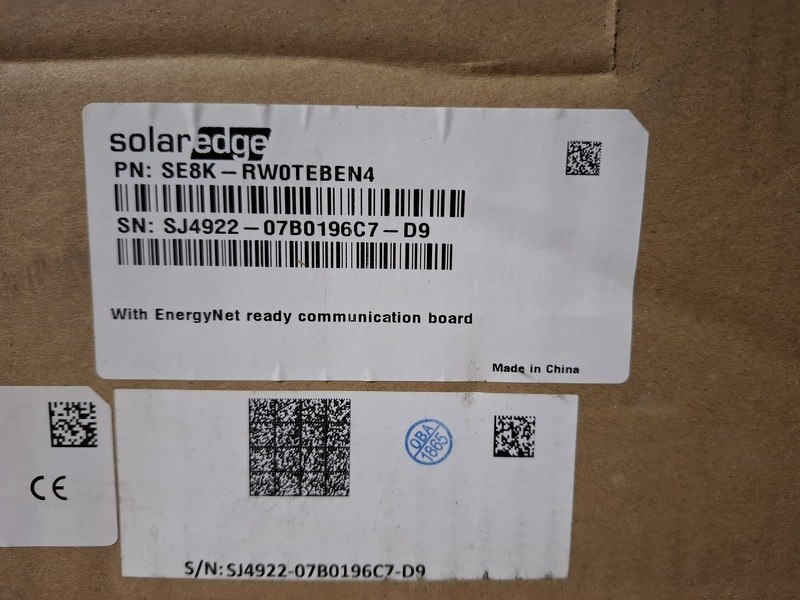 solaredge
PN: SE8K-RW0TEBEN4
SN: SJ4922-07B0196C7-D9
With EnergyNet ready communication board
Made in China
CE
QBA
1865
S/N:SJ4922-07B0196C7-D9